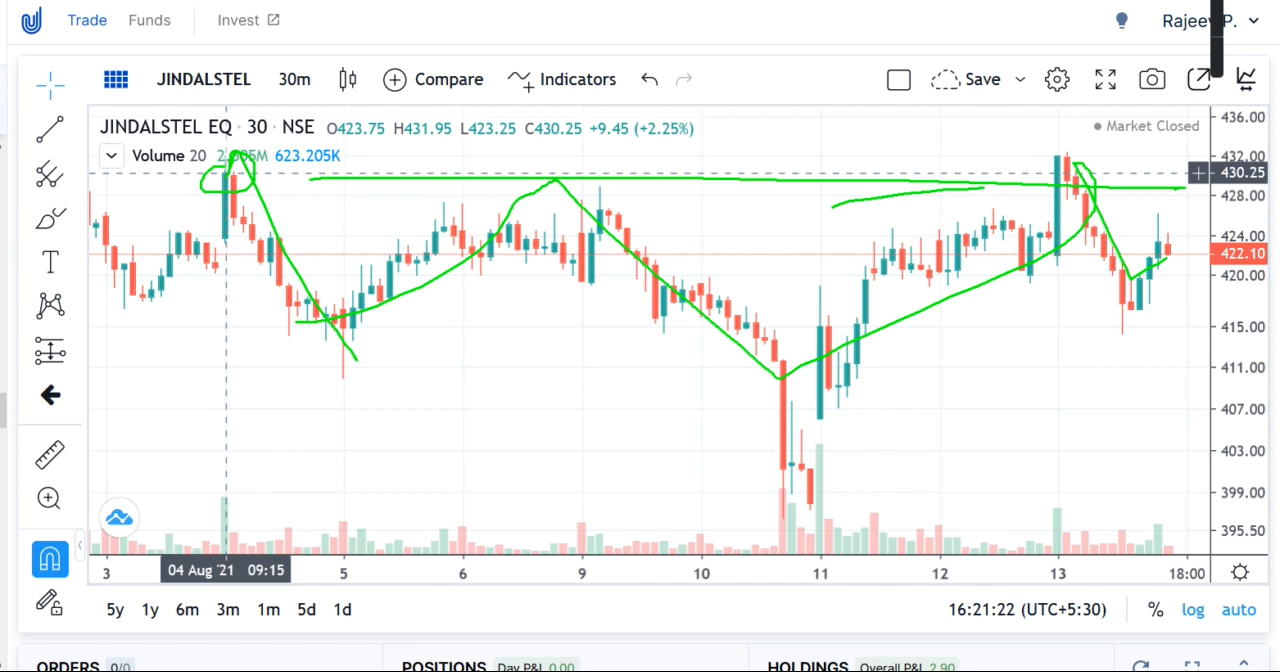 Trade Funds Invest Rajeev P.
JINDALSTEL 30m Compare Indicators Save
JINDALSTEL EQ · 30 · NSE O423.75 H431.95 L423.25 C430.25 +9.45 (+2.25%)
Market Closed
Volume 20 623.205K
436.00
432.00
430.25
428.00
424.00
422.10
420.00
415.00
411.00
407.00
403.00
399.00
395.50
3 04 Aug '21 09:15 5 6 9 10 11 12 13 18:00
5y 1y 6m 3m 1m 5d 1d 16:21:22 (UTC+5:30) % log auto
ORDERS 0/0 POSITIONS Day P&L 0.00 HOLDINGS Overall P&L 2.90